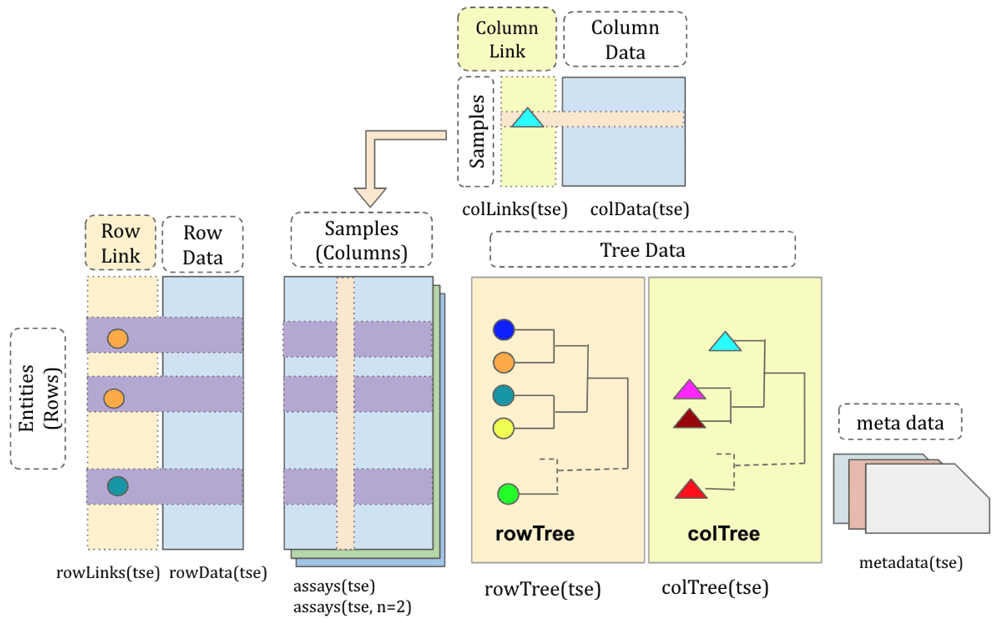 Column
Link
Column
Data
Samples
colLinks(tse)
colData(tse)
Row
Link
Row
Data
Samples
(Columns)
Tree Data
Entities
(Rows)
meta data
rowTree
colTree
rowLinks(tse)
rowData(tse)
assays(tse)
assays(tse, n=2)
rowTree(tse)
colTree(tse)
metadata(tse)